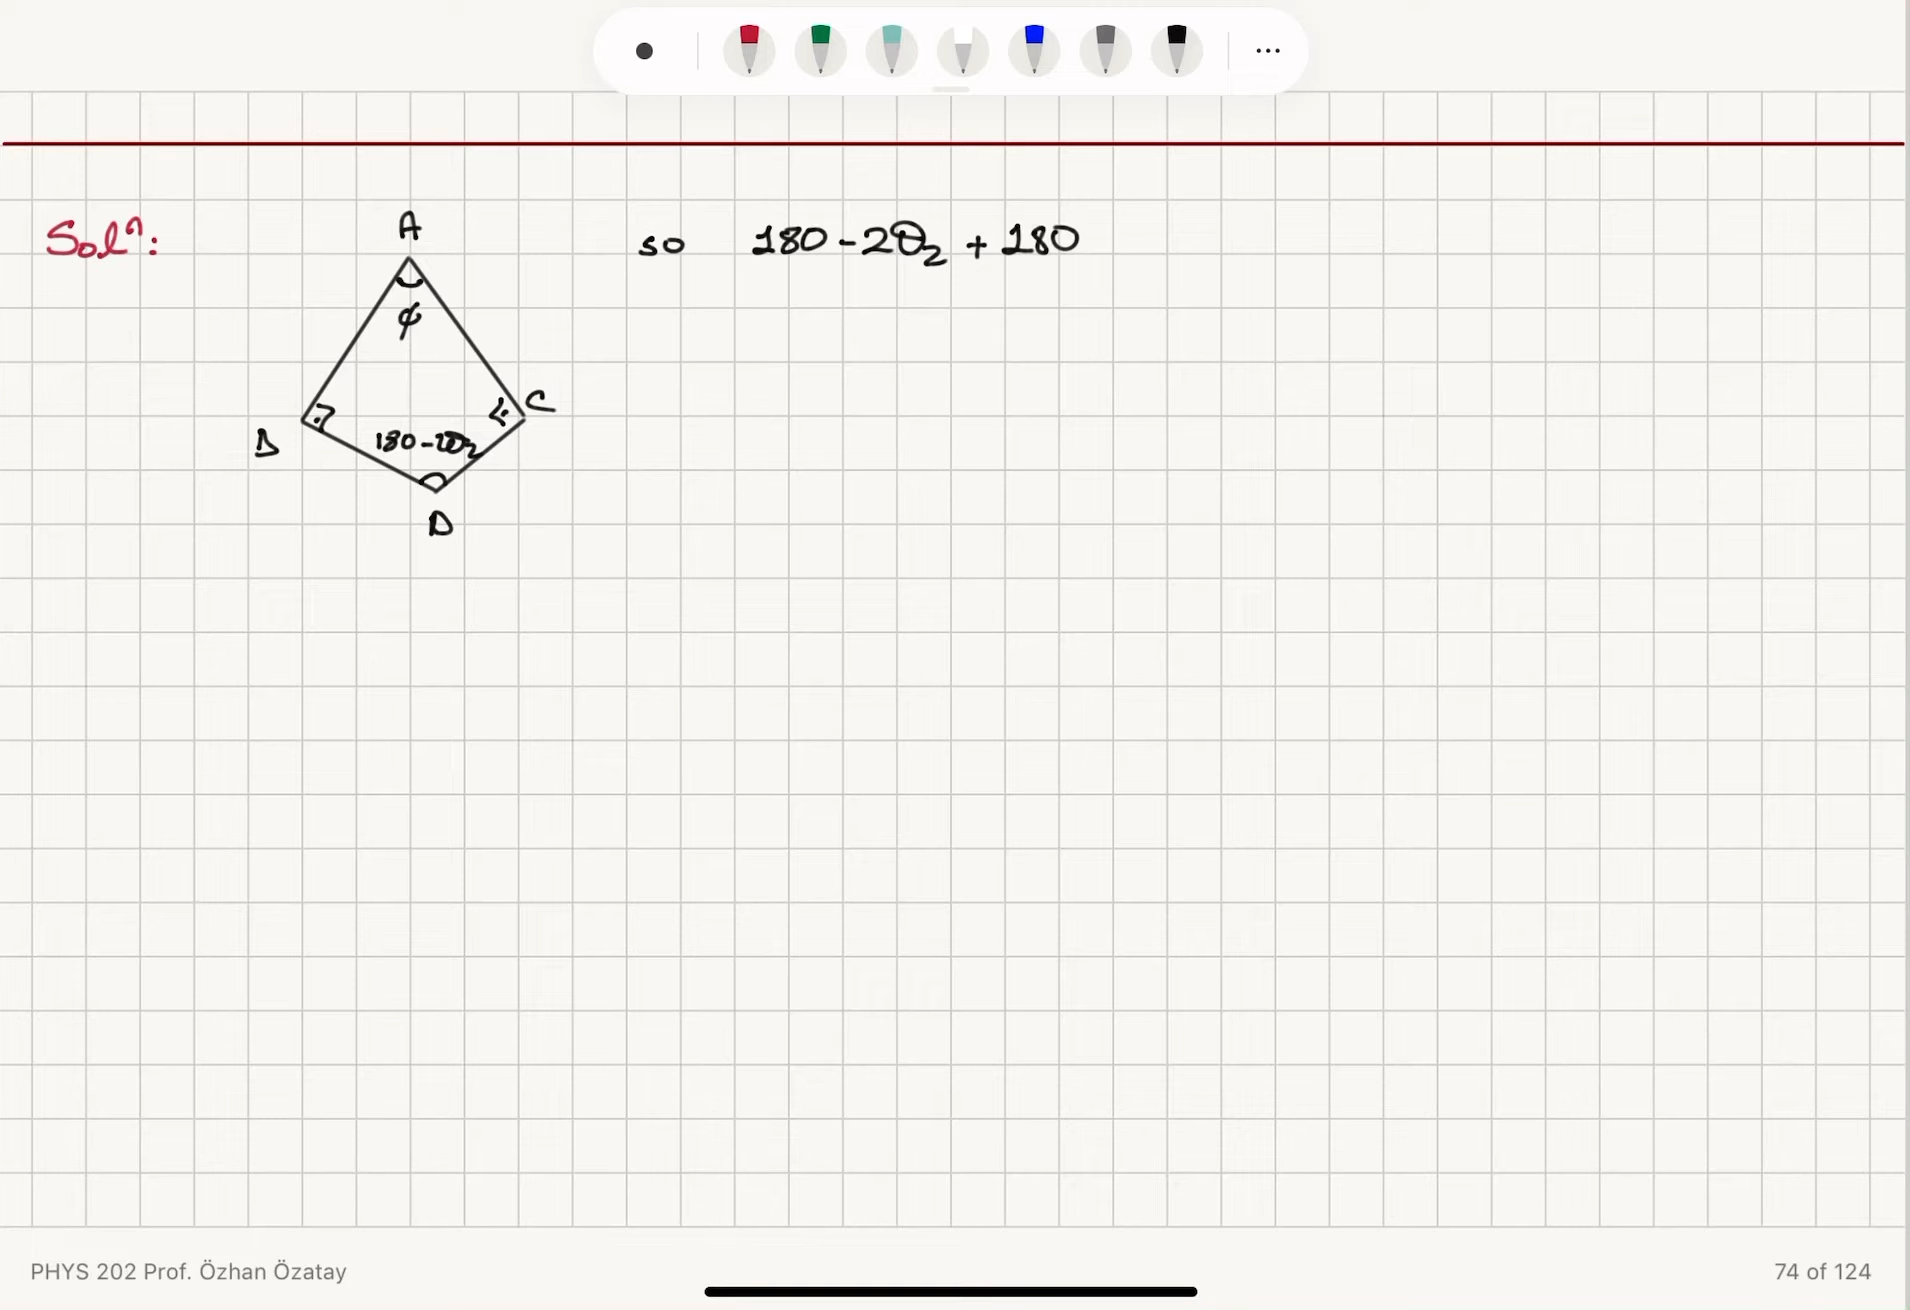 Solⁿ:
A
so 180 - 2θ₂ + 180
ϕ
C
B
180-2θ₂
D
PHYS 202 Prof. Özhan Özatay
74 of 124